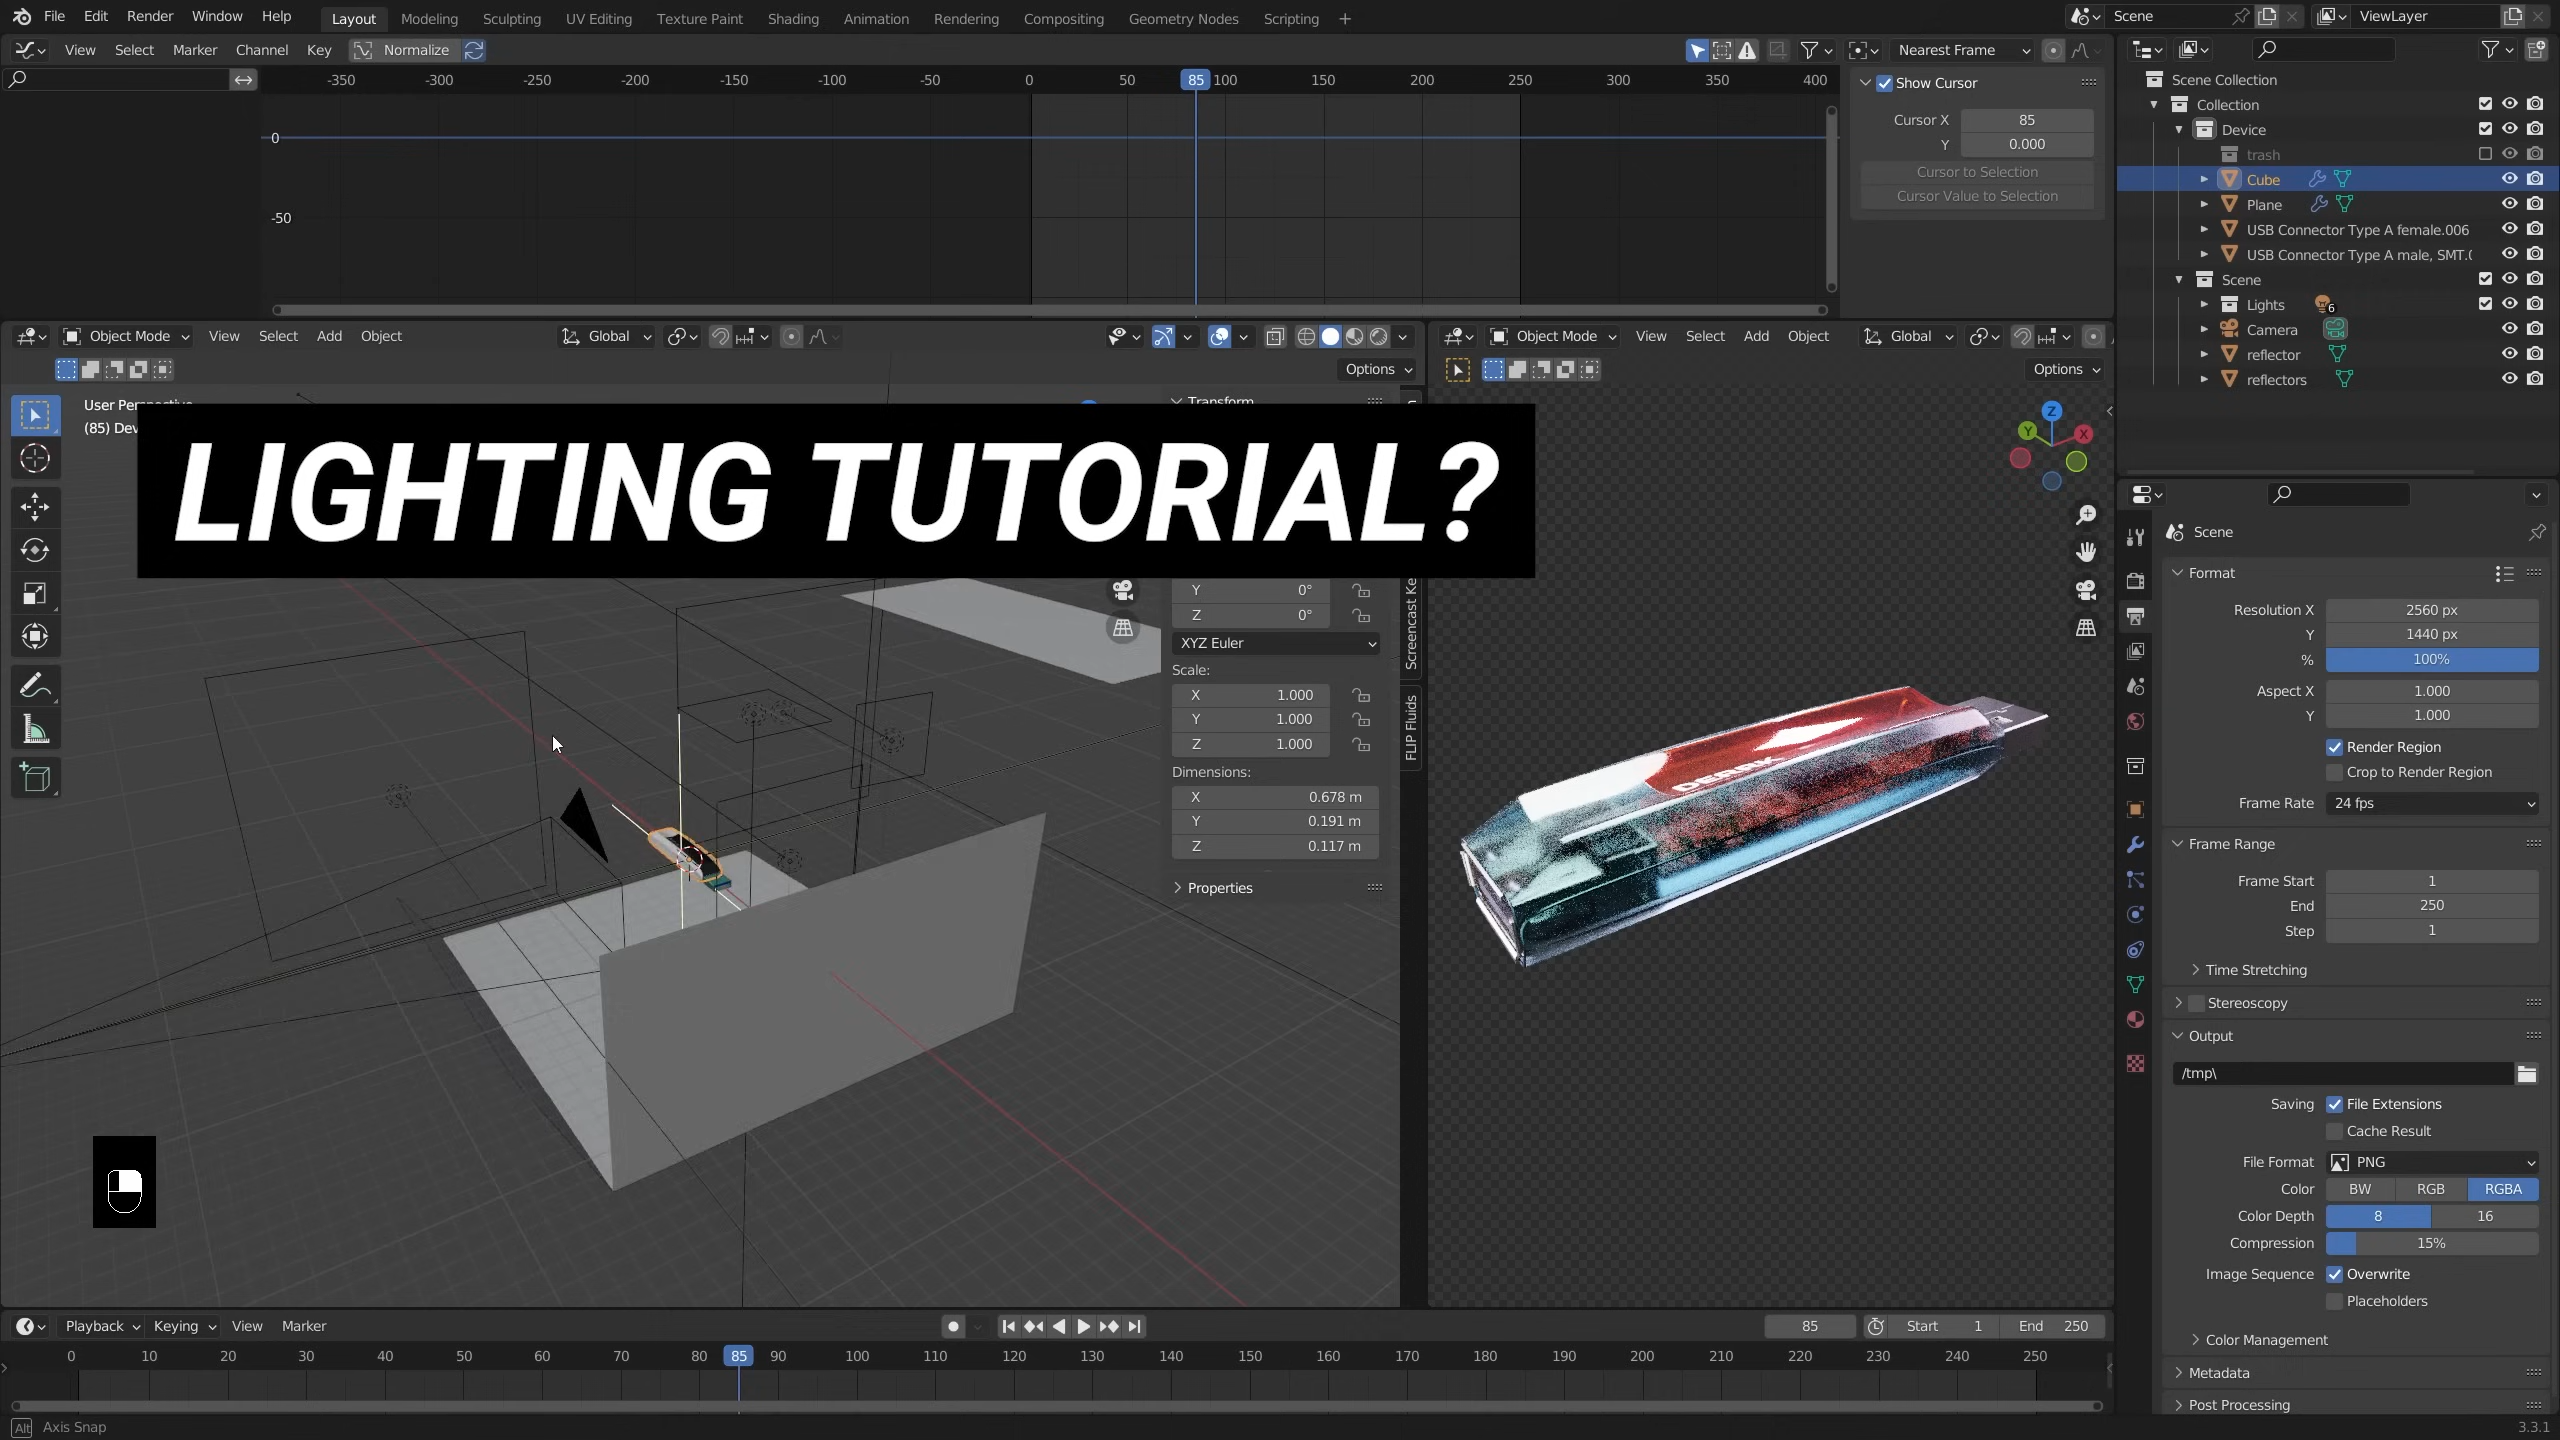 File Edit Render Window Help Layout Modeling Sculpting UV Editing Texture Paint Shading Animation Rendering Compositing Geometry Nodes Scripting + Scene ViewLayer
View Select Marker Channel Key Normalize Nearest Frame
-350 -300 -250 -200 -150 -100 -50 0 50 85 100 150 200 250 300 350 400
0
-50
Show Cursor
Cursor X 85
Y 0.000
Cursor to Selection
Cursor Value to Selection
Scene Collection
Collection
Device
trash
Cube
Plane
USB Connector Type A female.006
USB Connector Type A male, SMT.
Scene
Lights 6
Camera
reflector
reflectors
Object Mode View Select Add Object Global
Options
User Perspective
(85) Dev
Transform
LIGHTING TUTORIAL?
Y 0°
Z 0°
XYZ Euler
Scale:
X 1.000
Y 1.000
Z 1.000
Dimensions:
X 0.678 m
Y 0.191 m
Z 0.117 m
Properties
Screencast Ke
FLIP Fluids
Object Mode View Select Add Object Global
Options
Z
Y
X
Scene
Format
Resolution X 2560 px
Y 1440 px
% 100%
Aspect X 1.000
Y 1.000
Render Region
Crop to Render Region
Frame Rate 24 fps
Frame Range
Frame Start 1
End 250
Step 1
Time Stretching
Stereoscopy
Output
/tmp\
Saving File Extensions
Cache Result
File Format PNG
Color BW RGB RGBA
Color Depth 8 16
Compression 15%
Image Sequence Overwrite
Placeholders
Color Management
Metadata
Post Processing
Playback Keying View Marker 85 Start 1 End 250
0 10 20 30 40 50 60 70 80 85 90 100 110 120 130 140 150 160 170 180 190 200 210 220 230 240 250
Alt Axis Snap
3.3.1